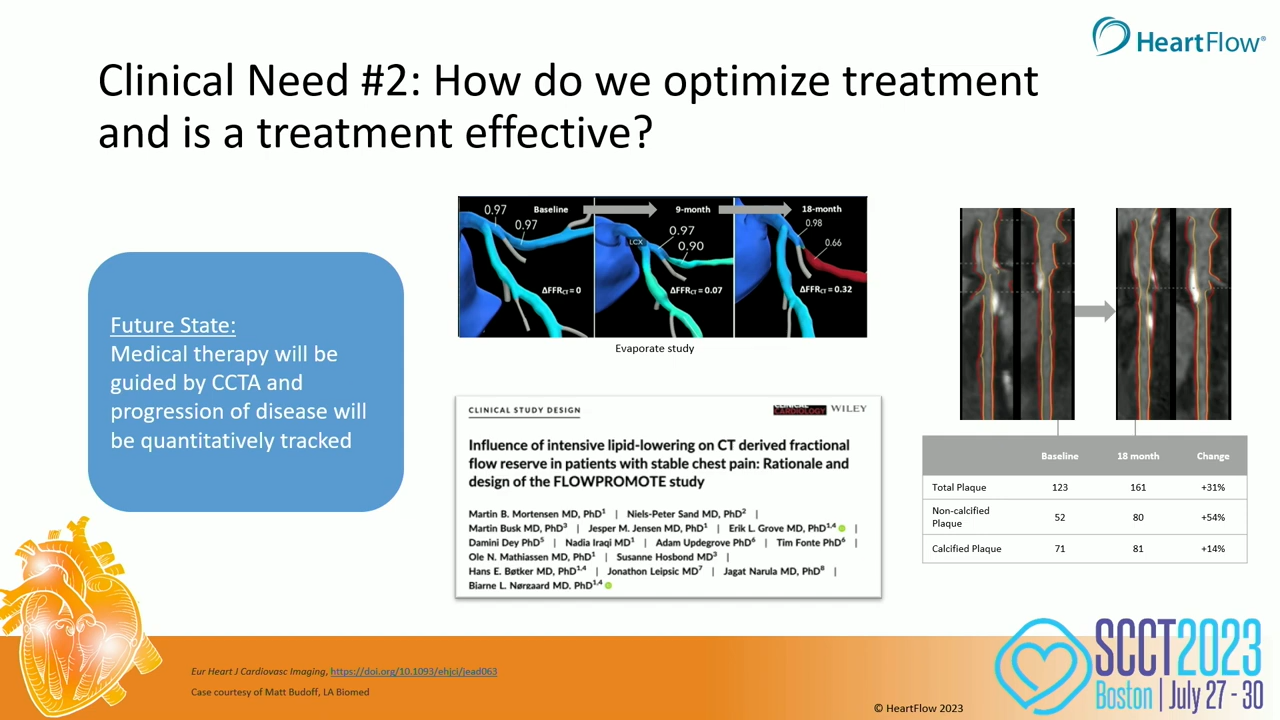 HeartFlow®
Clinical Need #2: How do we optimize treatment
and is a treatment effective?
Future State:
Medical therapy will be
guided by CCTA and
progression of disease will
be quantitatively tracked
Baseline
9-month
18-month
0.97
0.97
ΔFFRCT = 0
LCX
0.97
0.90
ΔFFRCT = 0.07
0.98
0.66
ΔFFRCT = 0.32
Evaporate study
CLINICAL STUDY DESIGN
CLINICAL CARDIOLOGY WILEY
Influence of intensive lipid-lowering on CT derived fractional
flow reserve in patients with stable chest pain: Rationale and
design of the FLOWPROMOTE study
Martin B. Mortensen MD, PhD1 | Niels-Peter Sand MD, PhD2 |
Martin Busk MD, PhD3 | Jesper M. Jensen MD, PhD1 | Erik L. Grove MD, PhD1,4 |
Damini Dey PhD5 | Nadia Iraqi MD1 | Adam Updegrove PhD6 | Tim Fonte PhD6 |
Ole N. Mathiassen MD, PhD1 | Susanne Hosbond MD3 |
Hans E. Bøtker MD, PhD1,4 | Jonathon Leipsic MD7 | Jagat Narula MD, PhD8 |
Bjarne L. Nørgaard MD, PhD1,4
Baseline 18 month Change
Total Plaque 123 161 +31%
Non-calcified
Plaque 52 80 +54%
Calcified Plaque 71 81 +14%
Eur Heart J Cardiovasc Imaging, https://doi.org/10.1093/ehjci/jead063
Case courtesy of Matt Budoff, LA Biomed
© HeartFlow 2023
SCCT2023
Boston | July 27 - 30